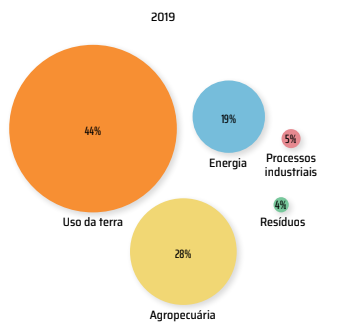 2019
44%
Uso da terra
19%
Energia
5%
Processos
industriais
4%
Resíduos
28%
Agropecuária